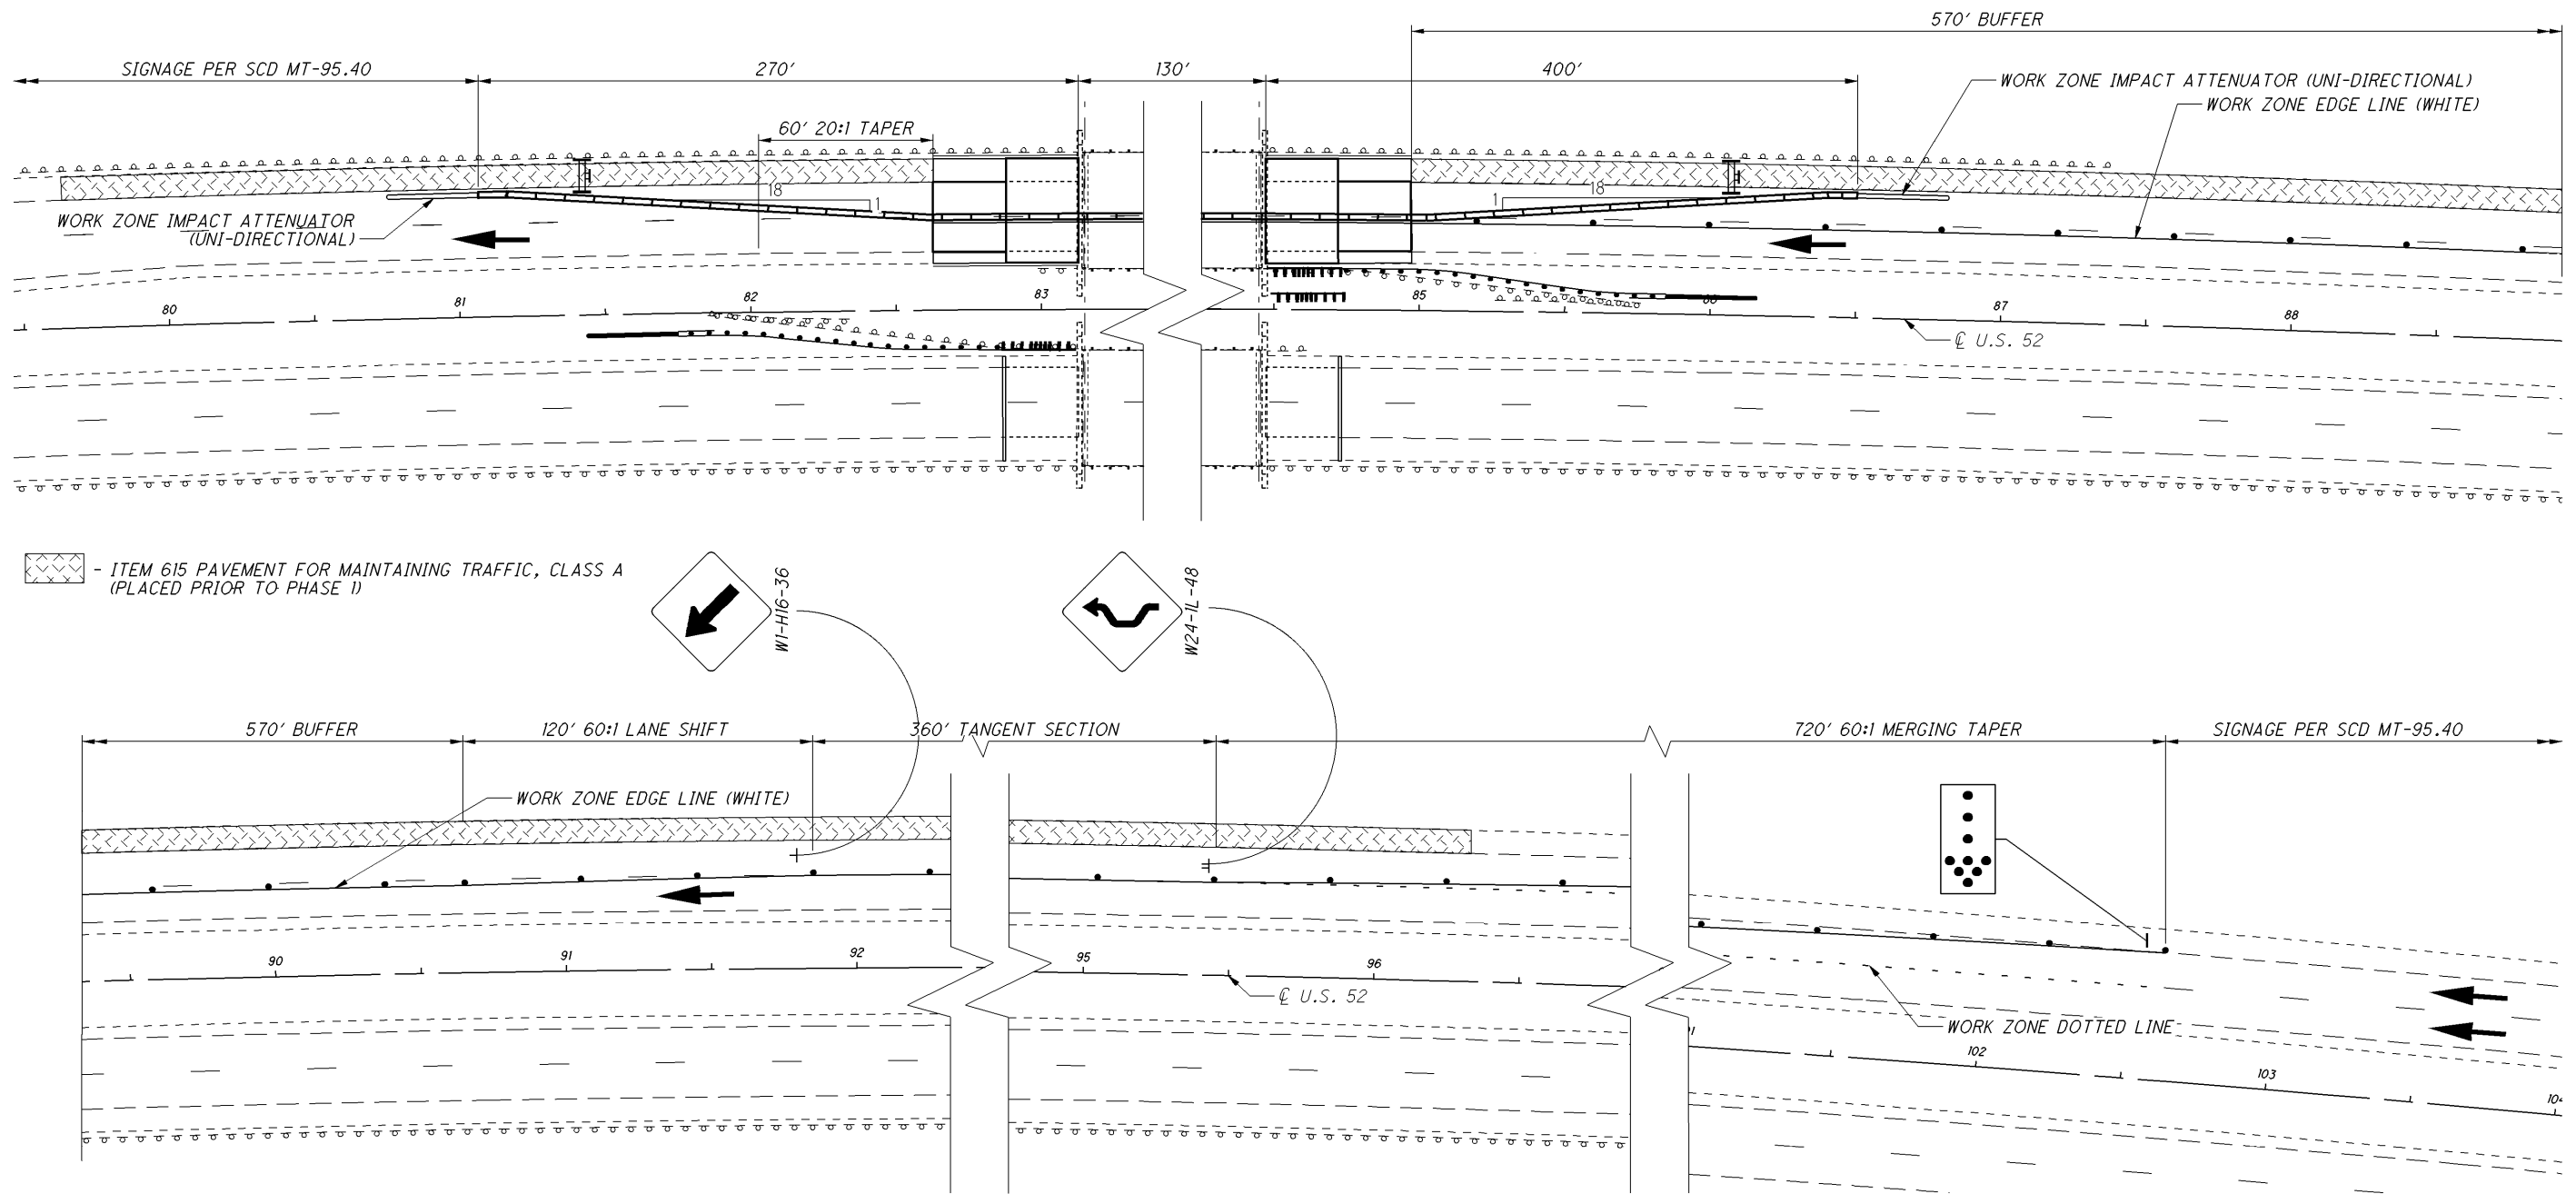 570' BUFFER
SIGNAGE PER SCD MT-95.40
270'
130'
400'
WORK ZONE IMPACT ATTENUATOR (UNI-DIRECTIONAL)
WORK ZONE EDGE LINE (WHITE)
60' 20:1 TAPER
18
1
1
18
WORK ZONE IMPACT ATTENUATOR
(UNI-DIRECTIONAL)
80
81
82
83
85
86
87
88
℄ U.S. 52
- ITEM 615 PAVEMENT FOR MAINTAINING TRAFFIC, CLASS A
(PLACED PRIOR TO PHASE 1)
W1-H16-36
W24-1L-48
570' BUFFER
120' 60:1 LANE SHIFT
360' TANGENT SECTION
720' 60:1 MERGING TAPER
SIGNAGE PER SCD MT-95.40
WORK ZONE EDGE LINE (WHITE)
90
91
92
95
96
℄ U.S. 52
WORK ZONE DOTTED LINE
102
103